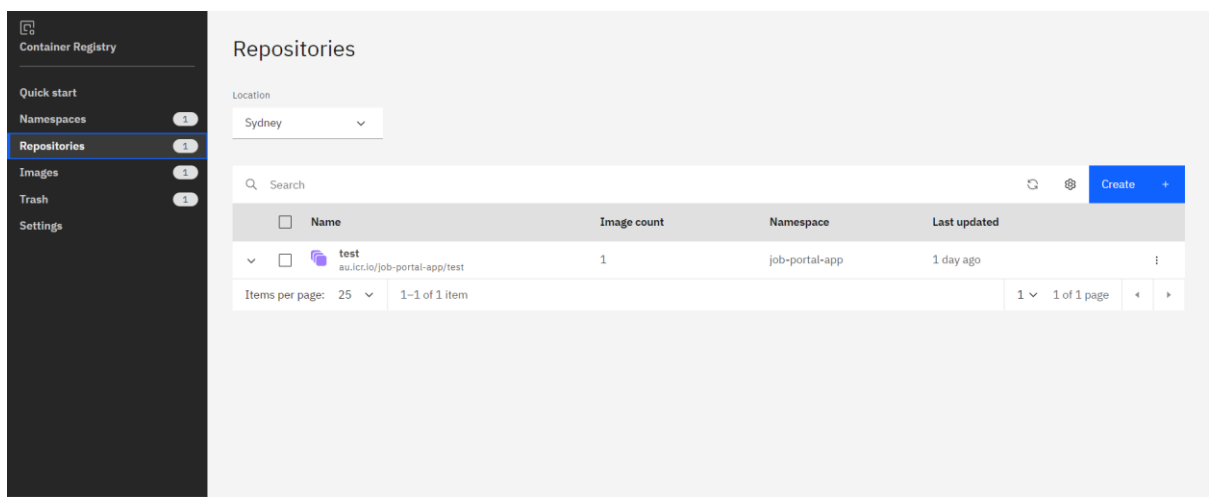 Container Registry
Quick start
Namespaces 1
Repositories 1
Images 1
Trash 1
Settings
Repositories
Location
Sydney
Search
Create +
Name Image count Namespace Last updated
test
au.icr.io/job-portal-app/test 1 job-portal-app 1 day ago
Items per page: 25 1–1 of 1 item 1 1 of 1 page